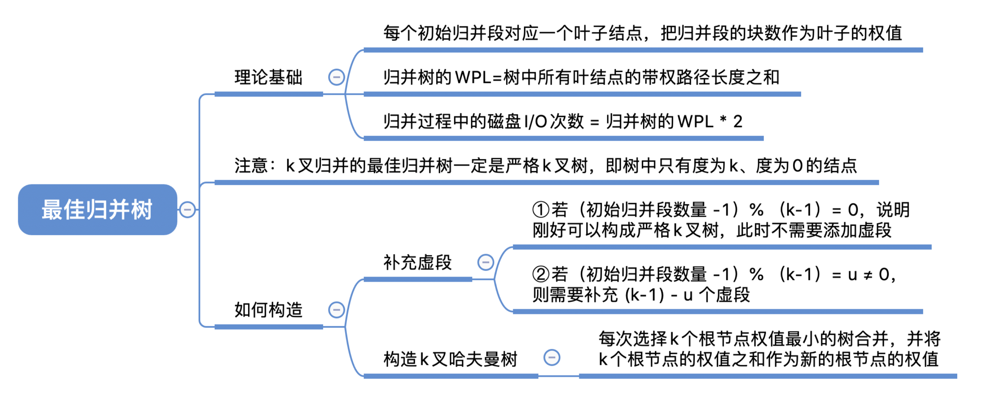 每个初始归并段对应一个叶子结点，把归并段的块数作为叶子的权值
理论基础
归并树的WPL=树中所有叶结点的带权路径长度之和
归并过程中的磁盘I/O次数 = 归并树的WPL * 2
注意：k叉归并的最佳归并树一定是严格k叉树，即树中只有度为k、度为0的结点
最佳归并树
①若（初始归并段数量 -1）% （k-1）= 0，说明
刚好可以构成严格k叉树，此时不需要添加虚段
补充虚段
②若（初始归并段数量 -1）% （k-1）= u ≠ 0，
则需要补充 (k-1) - u 个虚段
如何构造
构造k叉哈夫曼树
每次选择k个根节点权值最小的树合并，并将
k个根节点的权值之和作为新的根节点的权值